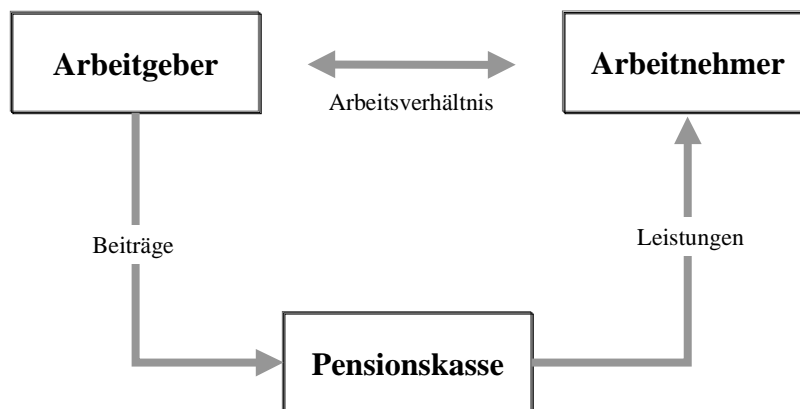 Arbeitgeber
Arbeitnehmer
Arbeitsverhältnis
Beiträge
Leistungen
Pensionskasse